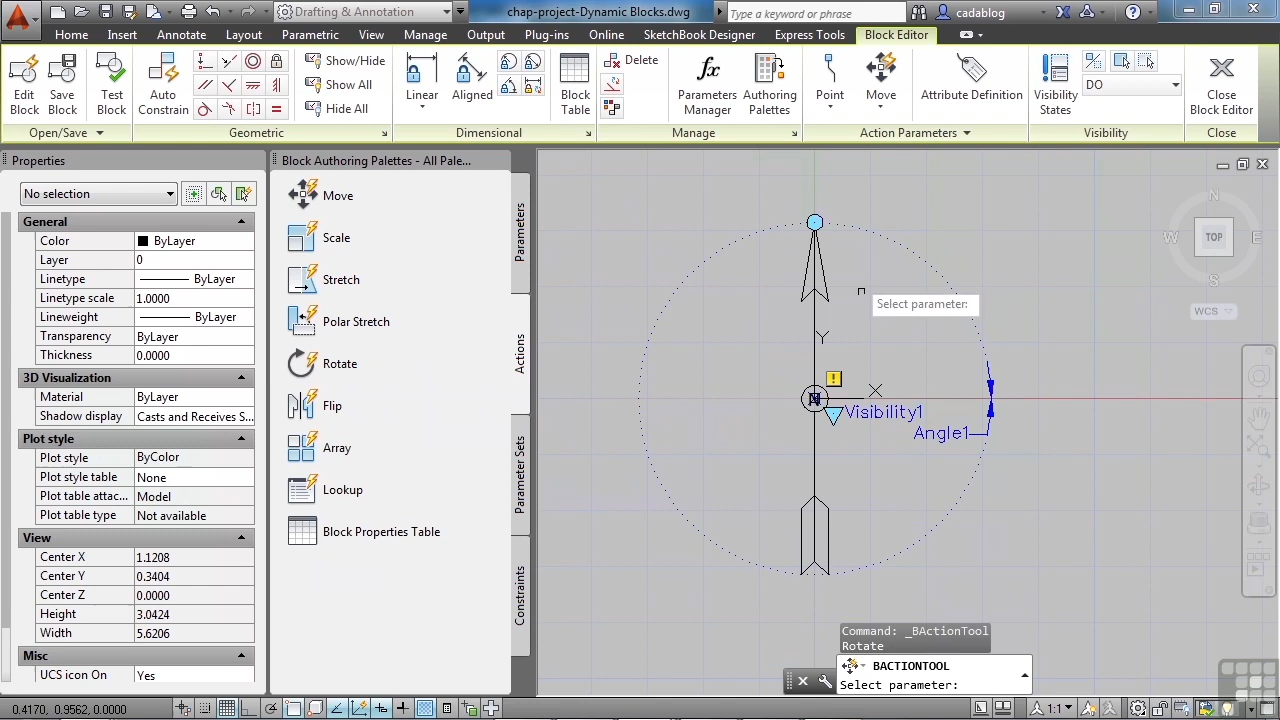 Drafting & Annotation
chap-project-Dynamic Blocks.dwg
Type a keyword or phrase
cadablog
Home
Insert
Annotate
Layout
Parametric
View
Manage
Output
Plug-ins
Online
SketchBook Designer
Express Tools
Block Editor
Edit Block
Save Block
Test Block
Auto Constrain
Show/Hide
Show All
Hide All
Linear
Aligned
Block Table
Delete
Parameters Manager
Authoring Palettes
Point
Move
Attribute Definition
Visibility States
DO
Close Block Editor
Open/Save
Geometric
Dimensional
Manage
Action Parameters
Visibility
Close
Properties
No selection
General
Color ByLayer
Layer 0
Linetype ByLayer
Linetype scale 1.0000
Lineweight ByLayer
Transparency ByLayer
Thickness 0.0000
3D Visualization
Material ByLayer
Shadow display Casts and Receives S...
Plot style
Plot style ByColor
Plot style table None
Plot table attac... Model
Plot table type Not available
View
Center X 1.1208
Center Y 0.3404
Center Z 0.0000
Height 3.0424
Width 5.6206
Misc
UCS icon On Yes
Block Authoring Palettes - All Pale...
Move
Scale
Stretch
Polar Stretch
Rotate
Flip
Array
Lookup
Block Properties Table
Parameters
Actions
Parameter Sets
Constraints
Select parameter:
Y
X
Visibility1
Angle1
N
W
TOP
E
S
WCS
Command: _BActionTool
Rotate
BACTIONTOOL
Select parameter:
0.4170, 0.9562, 0.0000
1:1